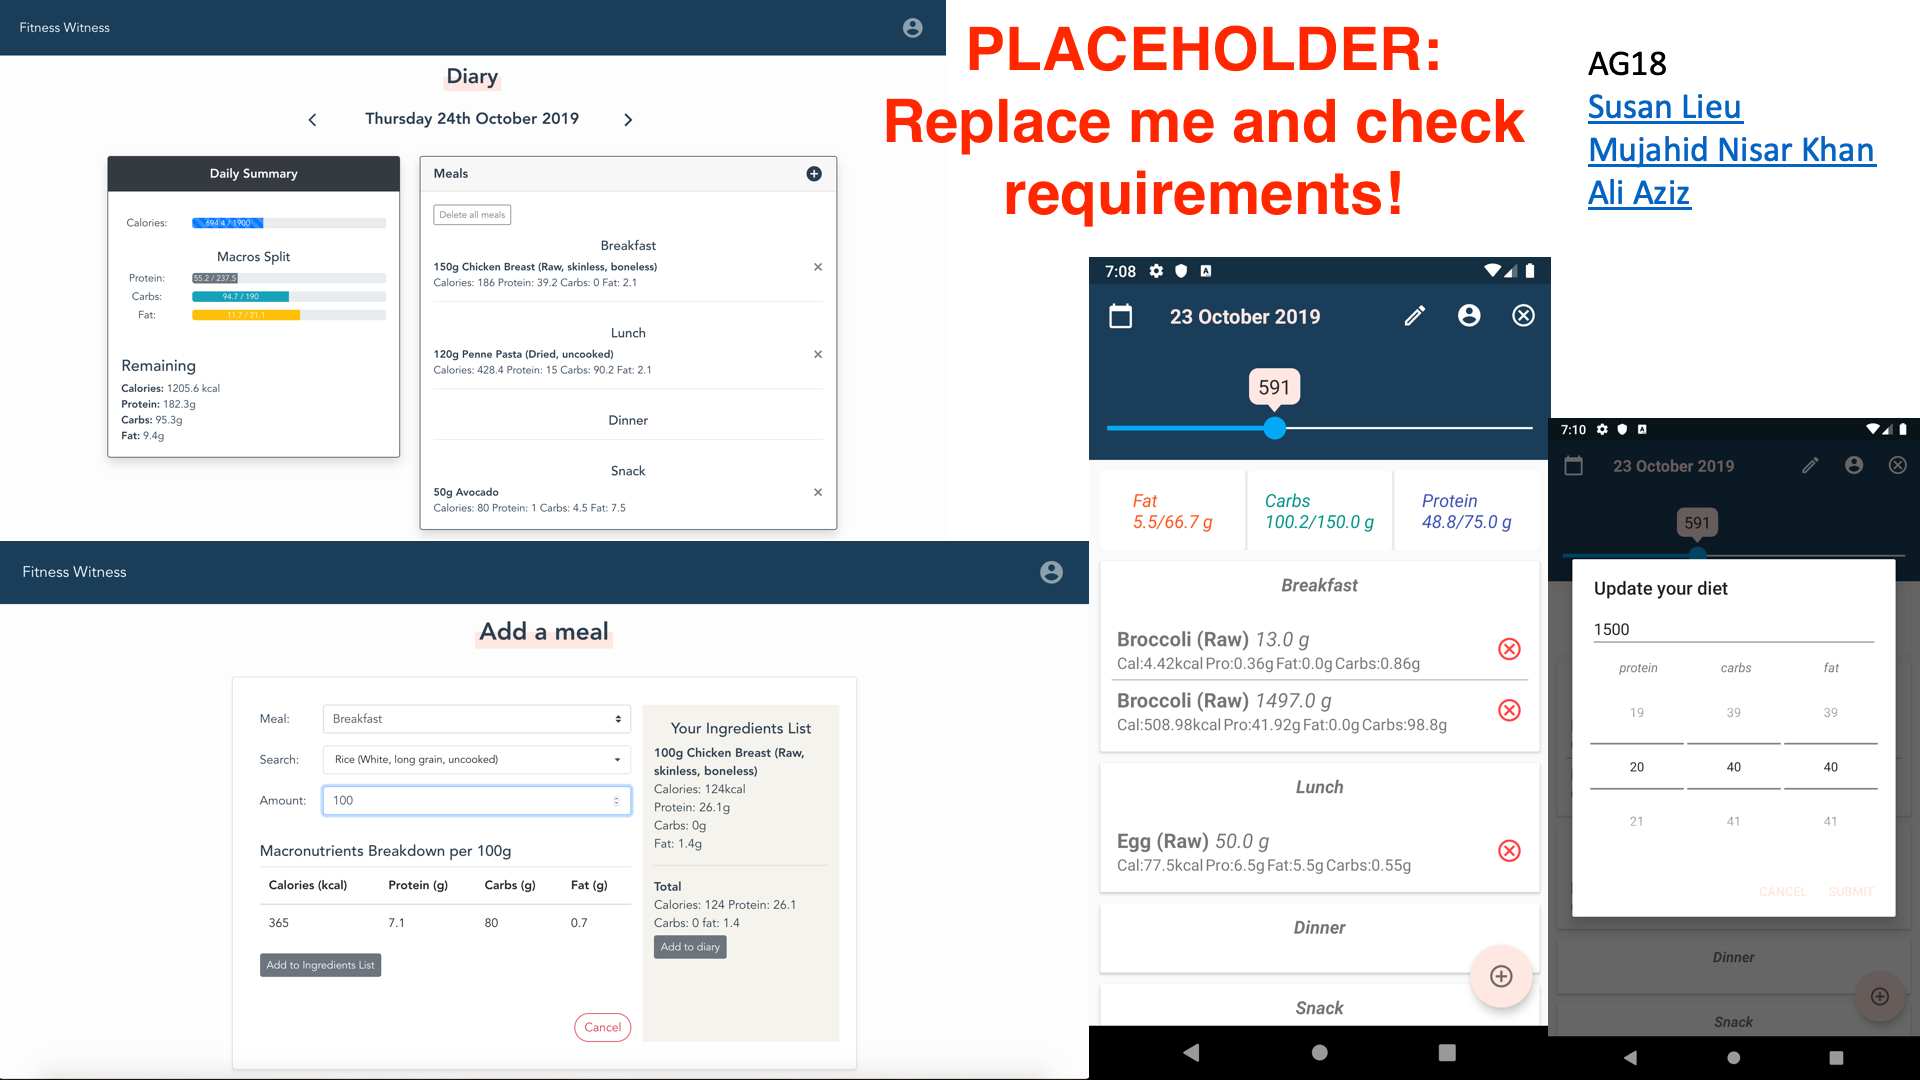 Fitness Witness
Diary
Thursday 24th October 2019
Daily Summary
Calories: 694.4 / 1900
Macros Split
Protein: 55.2 / 237.5
Carbs: 94.7 / 190
Fat: 11.7 / 21.1
Remaining
Calories: 1205.6 kcal
Protein: 182.3g
Carbs: 95.3g
Fat: 9.4g
Meals
Delete all meals
Breakfast
150g Chicken Breast (Raw, skinless, boneless)
Calories: 186 Protein: 39.2 Carbs: 0 Fat: 2.1
Lunch
120g Penne Pasta (Dried, uncooked)
Calories: 428.4 Protein: 15 Carbs: 90.2 Fat: 2.1
Dinner
Snack
50g Avocado
Calories: 80 Protein: 1 Carbs: 4.5 Fat: 7.5
PLACEHOLDER:
Replace me and check
requirements!
AG18
Susan Lieu
Mujahid Nisar Khan
Ali Aziz
Fitness Witness
Add a meal
Meal: Breakfast
Search: Rice (White, long grain, uncooked)
Amount: 100
Macronutrients Breakdown per 100g
Calories (kcal) Protein (g) Carbs (g) Fat (g)
365 7.1 80 0.7
Add to Ingredients List
Cancel
Your Ingredients List
100g Chicken Breast (Raw,
skinless, boneless)
Calories: 124kcal
Protein: 26.1g
Carbs: 0g
Fat: 1.4g
Total
Calories: 124 Protein: 26.1
Carbs: 0 fat: 1.4
Add to diary
7:08
23 October 2019
591
Fat
5.5/66.7 g
Carbs
100.2/150.0 g
Protein
48.8/75.0 g
Breakfast
Broccoli (Raw) 13.0 g
Cal:4.42kcal Pro:0.36g Fat:0.0g Carbs:0.86g
Broccoli (Raw) 1497.0 g
Cal:508.98kcal Pro:41.92g Fat:0.0g Carbs:98.8g
Lunch
Egg (Raw) 50.0 g
Cal:77.5kcal Pro:6.5g Fat:5.5g Carbs:0.55g
Dinner
Snack
7:10
23 October 2019
591
Update your diet
1500
protein carbs fat
19 39 39
20 40 40
21 41 41
CANCEL SUBMIT
Dinner
Snack